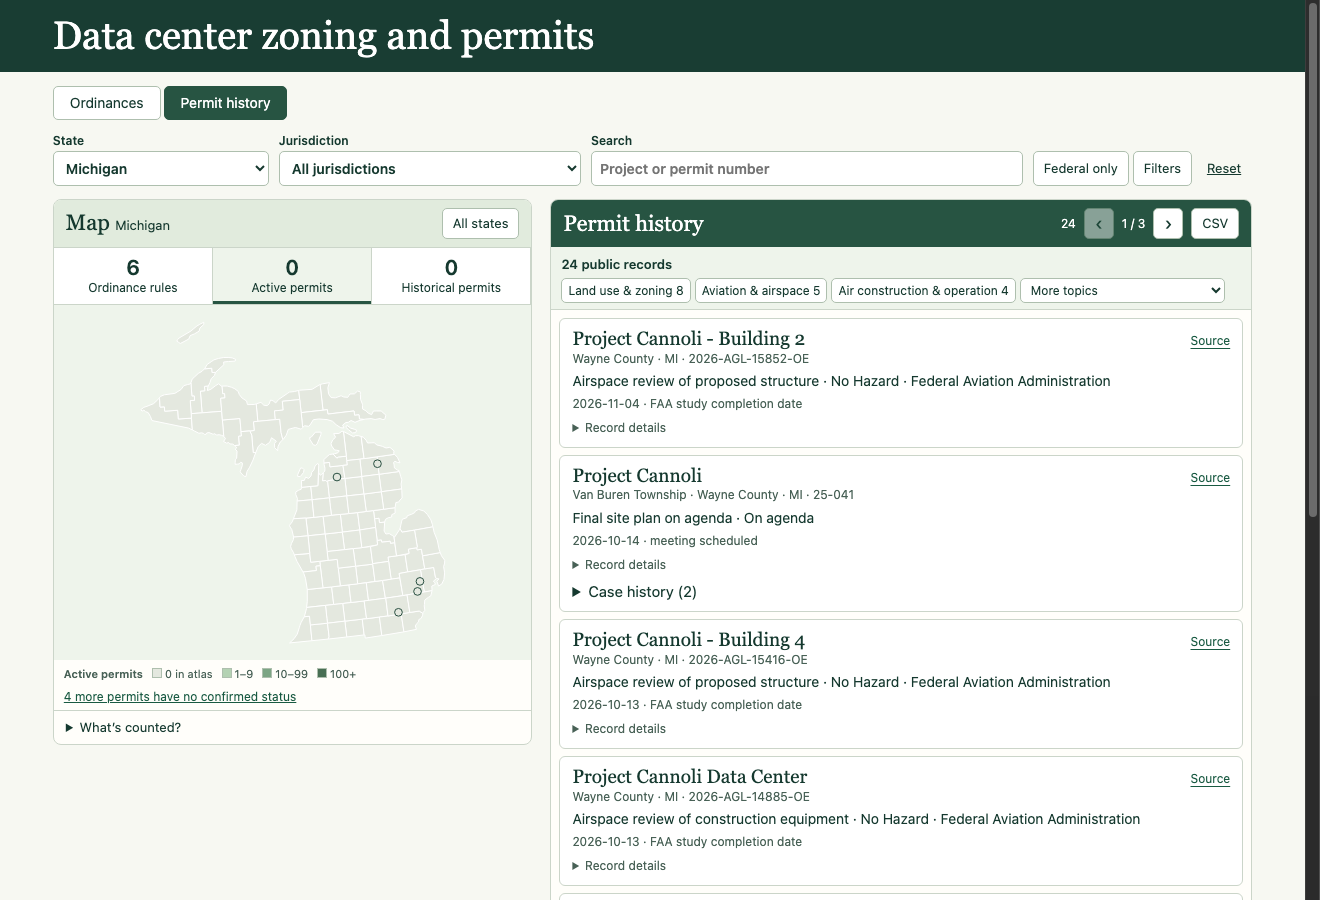 Data center zoning and permits
Ordinances
Permit history
State
Jurisdiction
Search
Michigan
All jurisdictions
Project or permit number
Federal only
Filters
Reset
Map Michigan
All states
6
Ordinance rules
0
Active permits
0
Historical permits
Active permits 0 in atlas 1–9 10–99 100+
4 more permits have no confirmed status
What's counted?
Permit history
24
1 / 3
CSV
24 public records
Land use & zoning 8
Aviation & airspace 5
Air construction & operation 4
More topics
Project Cannoli - Building 2
Source
Wayne County · MI · 2026-AGL-15852-OE
Airspace review of proposed structure · No Hazard · Federal Aviation Administration
2026-11-04 · FAA study completion date
Record details
Project Cannoli
Source
Van Buren Township · Wayne County · MI · 25-041
Final site plan on agenda · On agenda
2026-10-14 · meeting scheduled
Record details
Case history (2)
Project Cannoli - Building 4
Source
Wayne County · MI · 2026-AGL-15416-OE
Airspace review of proposed structure · No Hazard · Federal Aviation Administration
2026-10-13 · FAA study completion date
Record details
Project Cannoli Data Center
Source
Wayne County · MI · 2026-AGL-14885-OE
Airspace review of construction equipment · No Hazard · Federal Aviation Administration
2026-10-13 · FAA study completion date
Record details